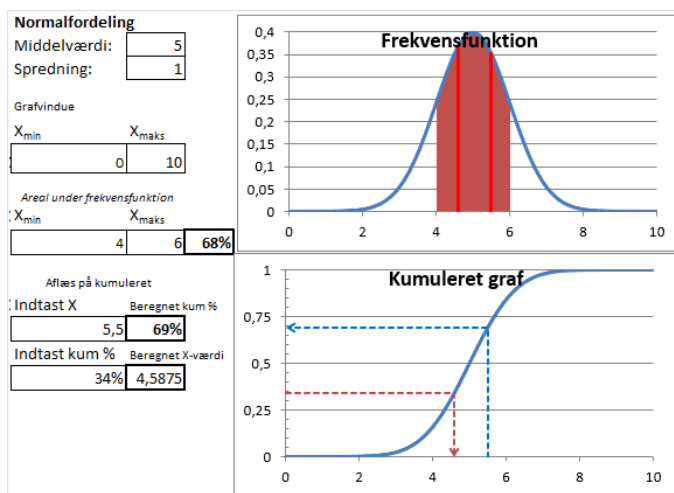 Normalfordeling
Middelværdi: 5
Spredning: 1
Grafvindue
Xmin Xmaks
0 10
Areal under frekvensfunktion
Xmin Xmaks
4 6 68%
Aflæs på kumuleret
Indtast X Beregnet kum %
5,5 69%
Indtast kum % Beregnet X-værdi
34% 4,5875
Frekvensfunktion
0,4
0,35
0,3
0,25
0,2
0,15
0,1
0,05
0
0 2 4 6 8 10
Kumuleret graf
1
0,75
0,5
0,25
0
0 2 4 6 8 10